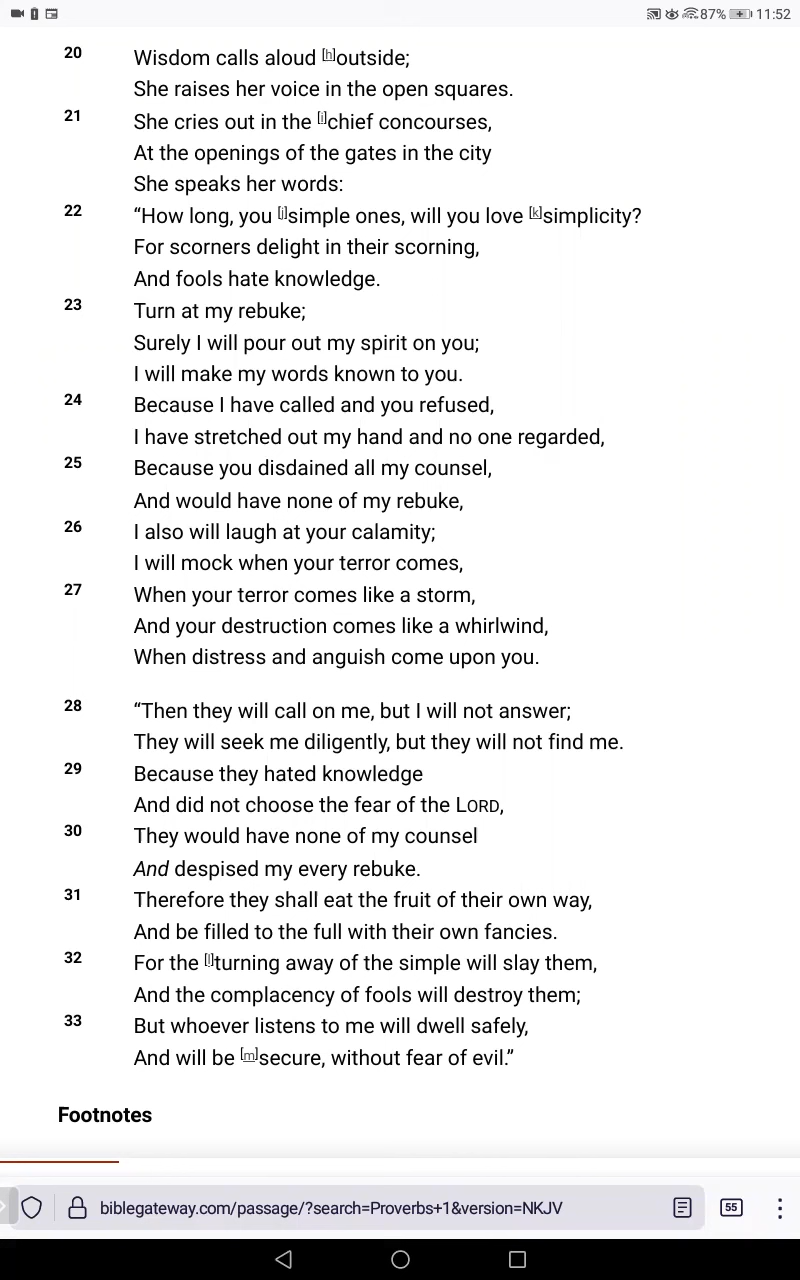 87% 11:52
20 Wisdom calls aloud [h]outside;
She raises her voice in the open squares.
21 She cries out in the [i]chief concourses,
At the openings of the gates in the city
She speaks her words:
22 “How long, you [j]simple ones, will you love [k]simplicity?
For scorners delight in their scorning,
And fools hate knowledge.
23 Turn at my rebuke;
Surely I will pour out my spirit on you;
I will make my words known to you.
24 Because I have called and you refused,
I have stretched out my hand and no one regarded,
25 Because you disdained all my counsel,
And would have none of my rebuke,
26 I also will laugh at your calamity;
I will mock when your terror comes,
27 When your terror comes like a storm,
And your destruction comes like a whirlwind,
When distress and anguish come upon you.
28 “Then they will call on me, but I will not answer;
They will seek me diligently, but they will not find me.
29 Because they hated knowledge
And did not choose the fear of the LORD,
30 They would have none of my counsel
And despised my every rebuke.
31 Therefore they shall eat the fruit of their own way,
And be filled to the full with their own fancies.
32 For the [l]turning away of the simple will slay them,
And the complacency of fools will destroy them;
33 But whoever listens to me will dwell safely,
And will be [m]secure, without fear of evil.”
Footnotes
biblegateway.com/passage/?search=Proverbs+1&version=NKJV 55